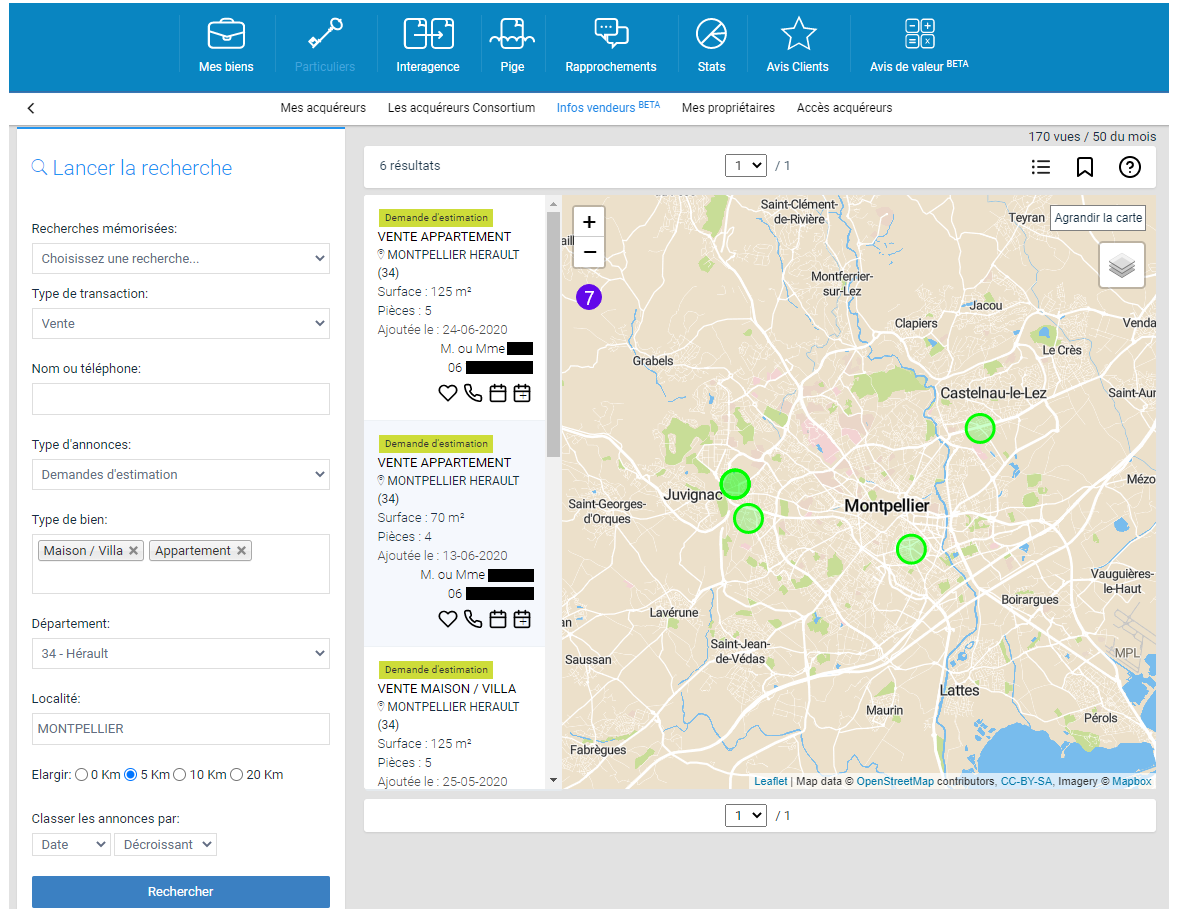 Mes biens
Particuliers
Interagence
Pige
Rapprochements
Stats
Avis Clients
Avis de valeur BETA
Mes acquéreurs
Les acquéreurs Consortium
Infos vendeurs BETA
Mes propriétaires
Accès acquéreurs
170 vues / 50 du mois
Lancer la recherche
Recherches mémorisées:
Choisissez une recherche...
Type de transaction:
Vente
Nom ou téléphone:
Type d'annonces:
Demandes d'estimation
Type de bien:
Maison / Villa
Appartement
Département:
34 - Hérault
Localité:
MONTPELLIER
Elargir: 0 Km 5 Km 10 Km 20 Km
Classer les annonces par:
Date
Décroissant
Rechercher
6 résultats
1 / 1
Demande d'estimation
VENTE APPARTEMENT
MONTPELLIER HERAULT
(34)
Surface : 125 m²
Pièces : 5
Ajoutée le : 24-06-2020
M. ou Mme
06
Demande d'estimation
VENTE APPARTEMENT
MONTPELLIER HERAULT
(34)
Surface : 70 m²
Pièces : 4
Ajoutée le : 13-06-2020
M. ou Mme
06
Demande d'estimation
VENTE MAISON / VILLA
MONTPELLIER HERAULT
(34)
Surface : 125 m²
Pièces : 5
Ajoutée le : 25-05-2020
+
−
7
Agrandir la carte
Saint-Clément-
de-Rivière
Teyran
Montferrier-
sur-Lez
Jacou
Clapiers
Venda
Le Crès
Grabels
Castelnau-le-Lez
Saint-Aur
Mézo
Juvignac
Saint-Georges-
d'Orques
Montpellier
Vauguières-
le-Haut
Boirargues
Lavérune
an
Saint-Jean-
de-Védas
MPL
Saussan
Lattes
Maurin
Pérols
Fabrègues
Leaflet | Map data © OpenStreetMap contributors, CC-BY-SA, Imagery © Mapbox
1 / 1